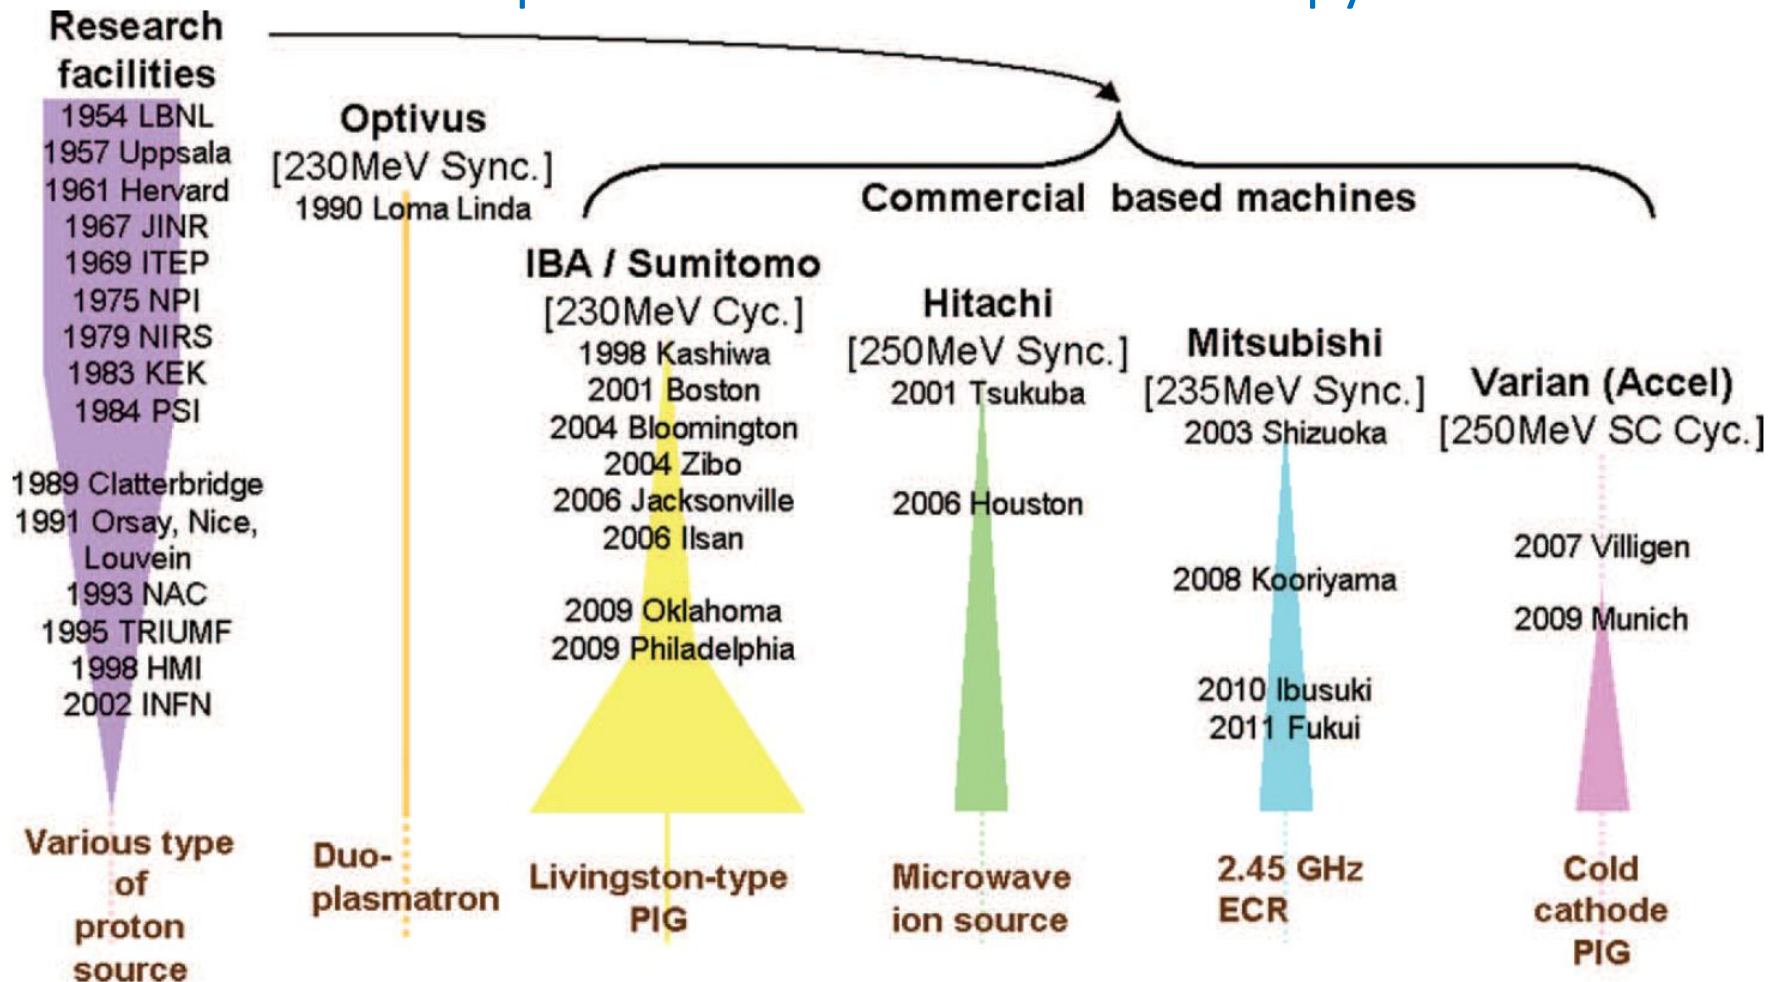 Research
facilities
1954 LBNL
1957 Uppsala
1961 Hervard
1967 JINR
1969 ITEP
1975 NPI
1979 NIRS
1983 KEK
1984 PSI
1989 Clatterbridge
1991 Orsay, Nice,
Louvein
1993 NAC
1995 TRIUMF
1998 HMI
2002 INFN
Various type
of
proton
source
Optivus
[230MeV Sync.]
1990 Loma Linda
Duo-
plasmatron
Commercial based machines
IBA / Sumitomo
[230MeV Cyc.]
1998 Kashiwa
2001 Boston
2004 Bloomington
2004 Zibo
2006 Jacksonville
2006 Ilsan
2009 Oklahoma
2009 Philadelphia
Livingston-type
PIG
Hitachi
[250MeV Sync.]
2001 Tsukuba
2006 Houston
Microwave
ion source
Mitsubishi
[235MeV Sync.]
2003 Shizuoka
2008 Kooriyama
2010 Ibusuki
2011 Fukui
2.45 GHz
ECR
Varian (Accel)
[250MeV SC Cyc.]
2007 Villigen
2009 Munich
Cold
cathode
PIG